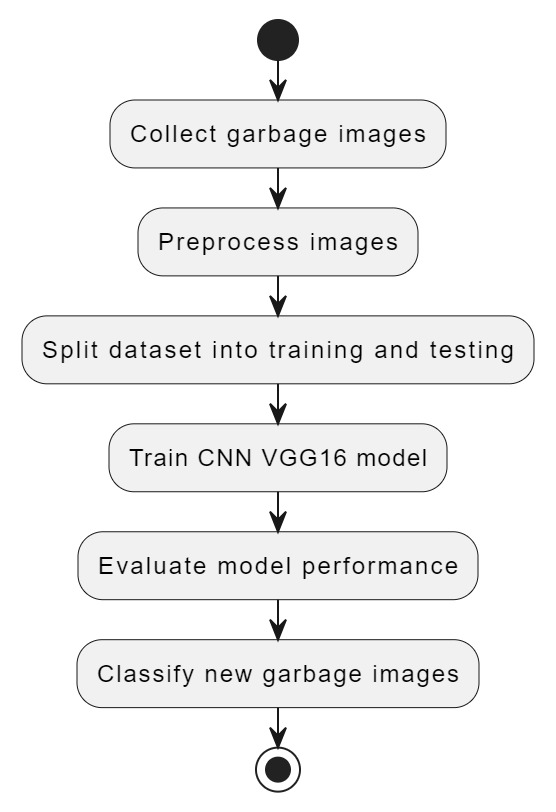 Collect garbage images
Preprocess images
Split dataset into training and testing
Train CNN VGG16 model
Evaluate model performance
Classify new garbage images